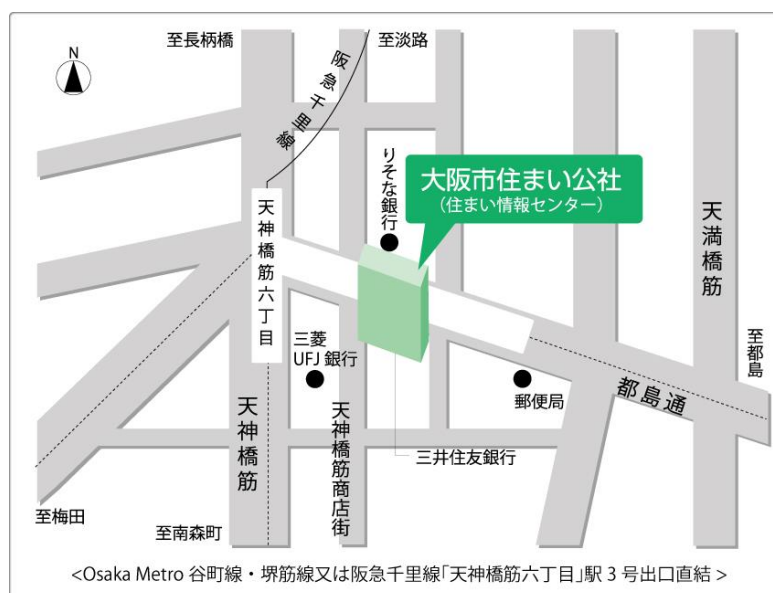 至長柄橋
至淡路
N
阪急千里線
りそな銀行
大阪市住まい公社
（住まい情報センター）
天神橋筋六丁目
天満橋筋
三菱
UFJ 銀行
至都島
郵便局
都島通
天神橋筋
天神橋筋商店街
三井住友銀行
至梅田
至南森町
<Osaka Metro 谷町線・堺筋線又は阪急千里線「天神橋筋六丁目」駅 3 号出口直結 >